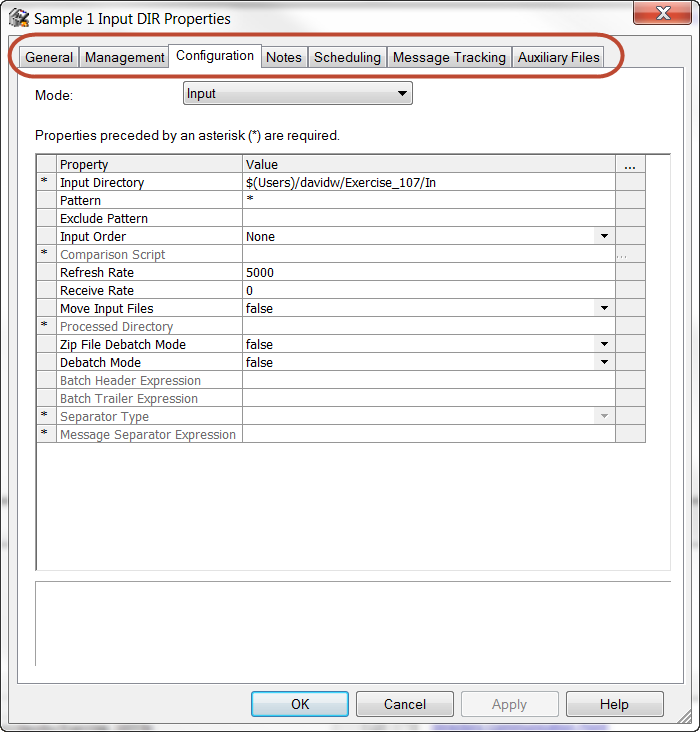 Sample 1 Input DIR Properties
General Management Configuration Notes Scheduling Message Tracking Auxiliary Files
Mode: Input
Properties preceded by an asterisk (*) are required.
Property Value ...
* Input Directory $(Users)/davidw/Exercise_107/In
Pattern *
Exclude Pattern
Input Order None
* Comparison Script ...
Refresh Rate 5000
Receive Rate 0
Move Input Files false
* Processed Directory
Zip File Debatch Mode false
Debatch Mode false
Batch Header Expression
Batch Trailer Expression
* Separator Type
* Message Separator Expression
OK Cancel Apply Help